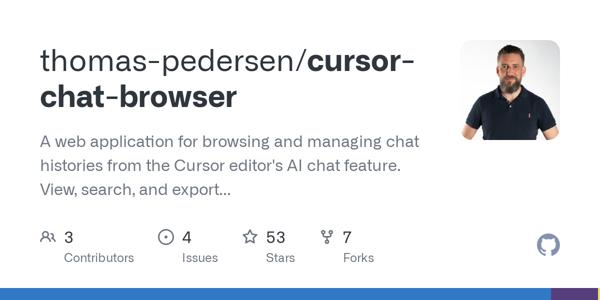 thomas-pedersen/cursor-
chat-browser
A web application for browsing and managing chat
histories from the Cursor editor's AI chat feature.
View, search, and export...
3
Contributors
4
Issues
53
Stars
7
Forks